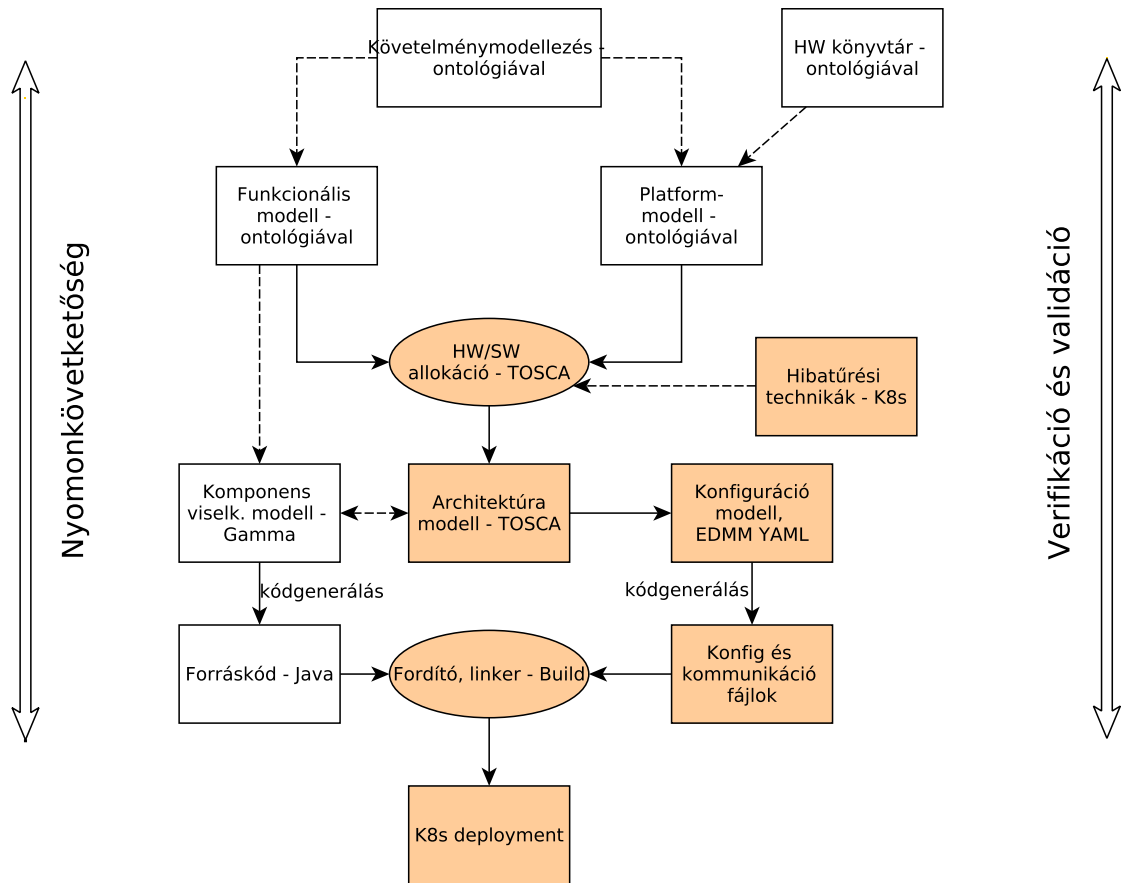 Követelménymodellezés -
ontológiával
HW könyvtár -
ontológiával
Funkcionális
modell -
ontológiával
Platform-
modell -
ontológiával
HW/SW
allokáció - TOSCA
Hibatűrési
technikák - K8s
Komponens
viselk. modell -
Gamma
Architektúra
modell - TOSCA
Konfiguráció
modell,
EDMM YAML
kódgenerálás
kódgenerálás
Forráskód - Java
Fordító, linker - Build
Konfig és
kommunikáció
fájlok
K8s deployment
Nyomonkövetketőség
Verifikáció és validáció